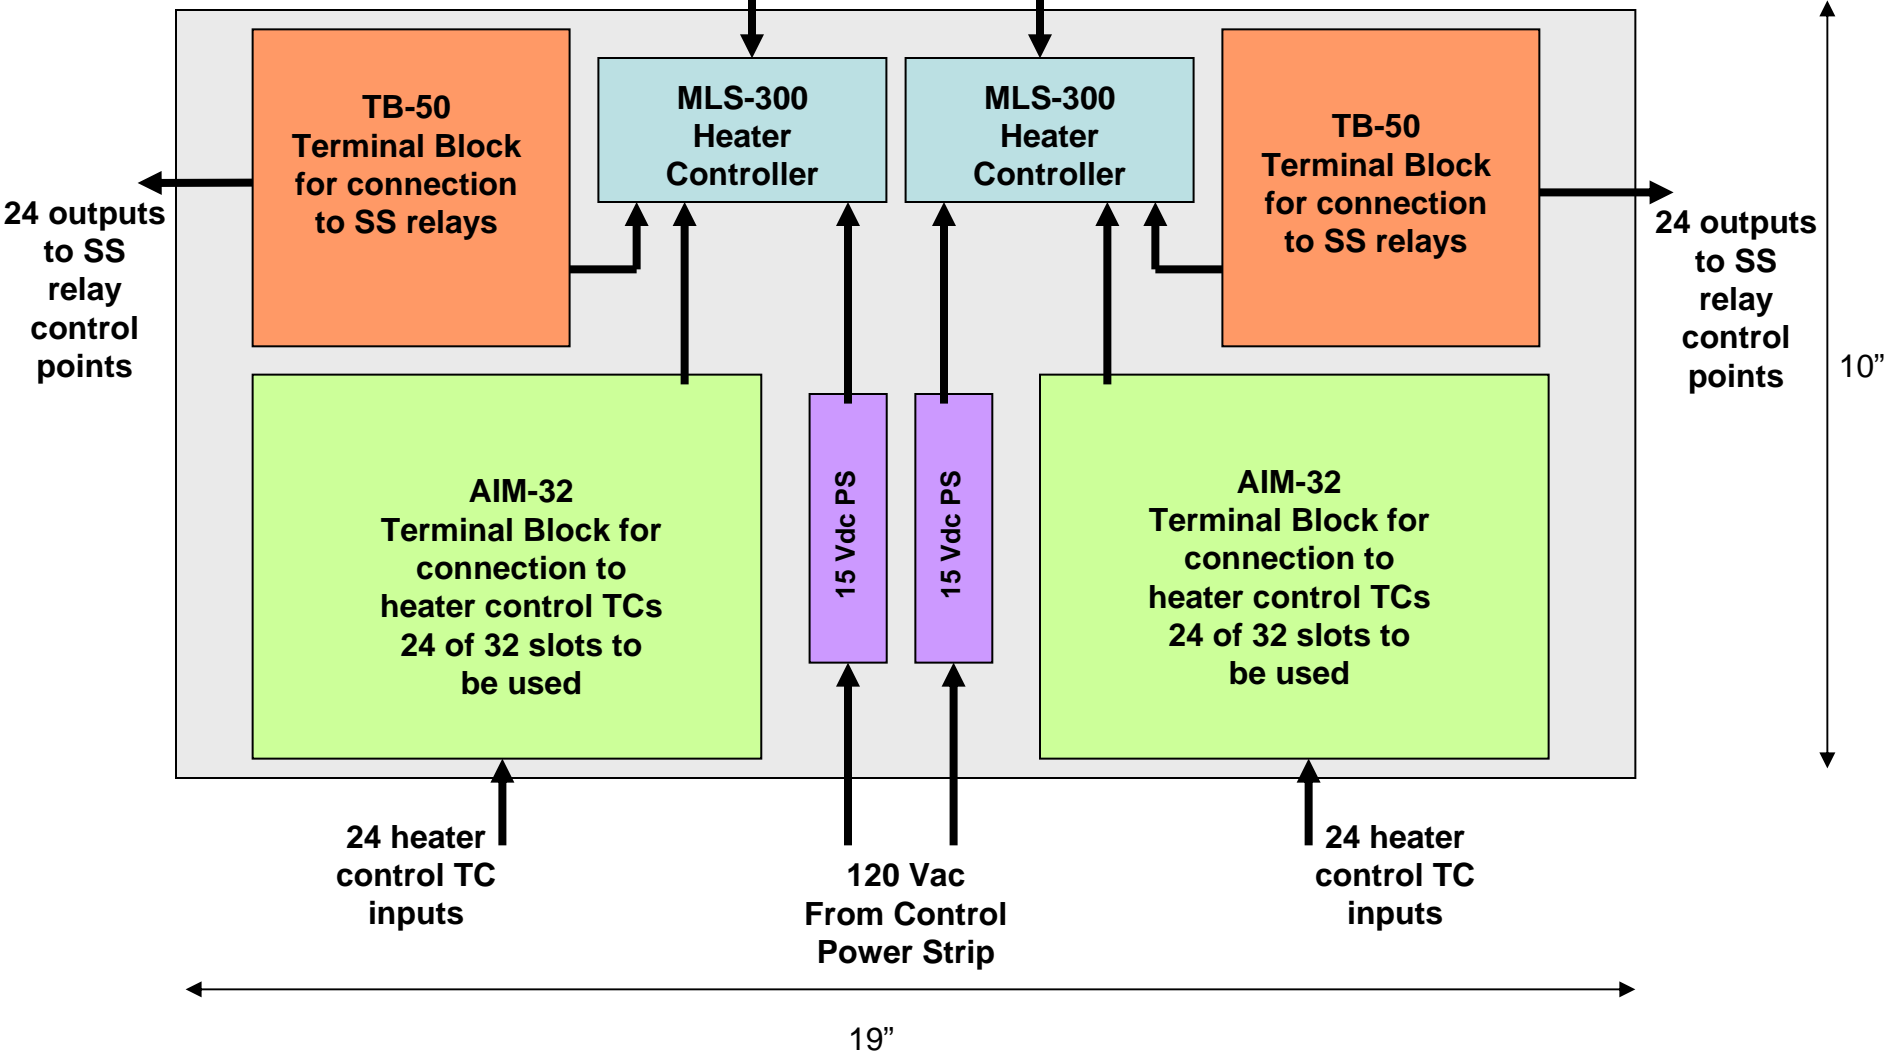 TB-50
Terminal Block
for connection
to SS relays
MLS-300
Heater
Controller
MLS-300
Heater
Controller
TB-50
Terminal Block
for connection
to SS relays
24 outputs
to SS
relay
control
points
24 outputs
to SS
relay
control
points
10”
AIM-32
Terminal Block for
connection to
heater control TCs
24 of 32 slots to
be used
15 Vdc PS
15 Vdc PS
AIM-32
Terminal Block for
connection to
heater control TCs
24 of 32 slots to
be used
24 heater
control TC
inputs
120 Vac
From Control
Power Strip
24 heater
control TC
inputs
19”